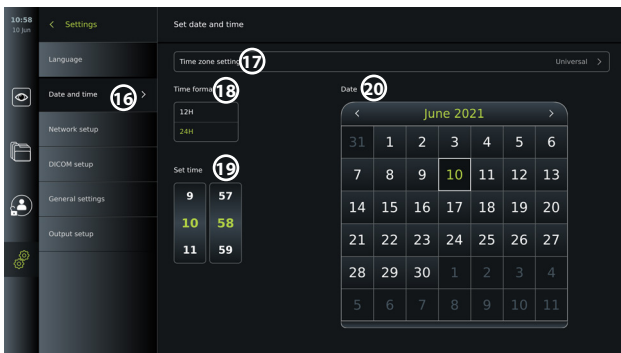 10:58
10 Jun
Settings
Set date and time
Language
Date and time
16
Network setup
DICOM setup
General settings
Output setup
Time zone setting
17
Universal
Time forma
18
12H
24H
Set time
19
9 57
10 58
11 59
Date
20
June 2021
31 1 2 3 4 5 6
7 8 9 10 11 12 13
14 15 16 17 18 19 20
21 22 23 24 25 26 27
28 29 30 1 2 3 4
5 6 7 8 9 10 11